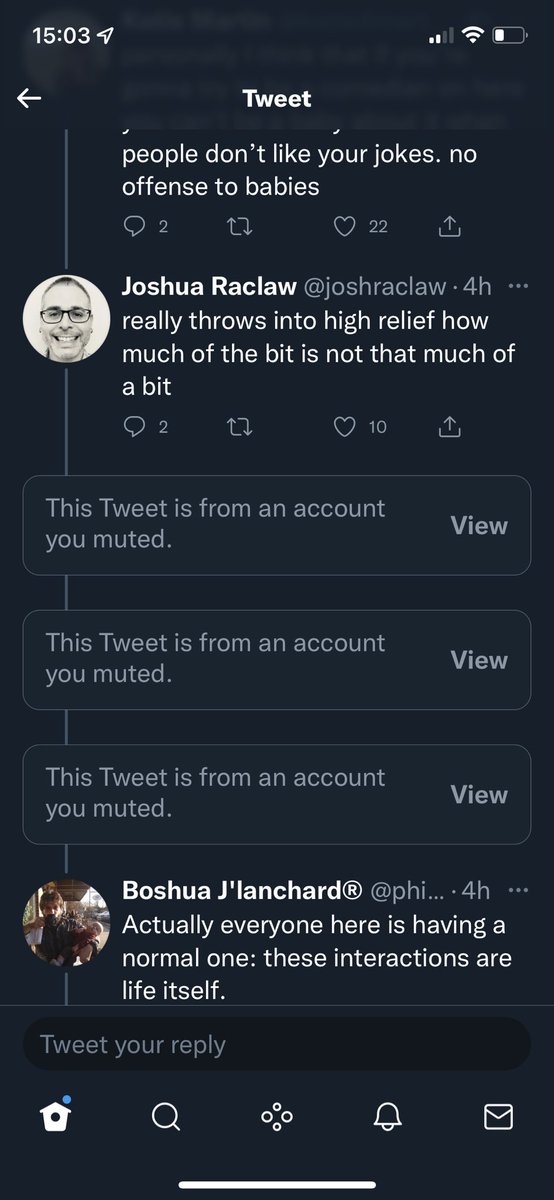 15:03
Tweet
people don’t like your jokes. no
offense to babies
2
22
Joshua Raclaw @joshraclaw · 4h
really throws into high relief how
much of the bit is not that much of
a bit
2
10
This Tweet is from an account
you muted.
View
This Tweet is from an account
you muted.
View
This Tweet is from an account
you muted.
View
Boshua J'lanchard® @phi... · 4h
Actually everyone here is having a
normal one: these interactions are
life itself.
Tweet your reply